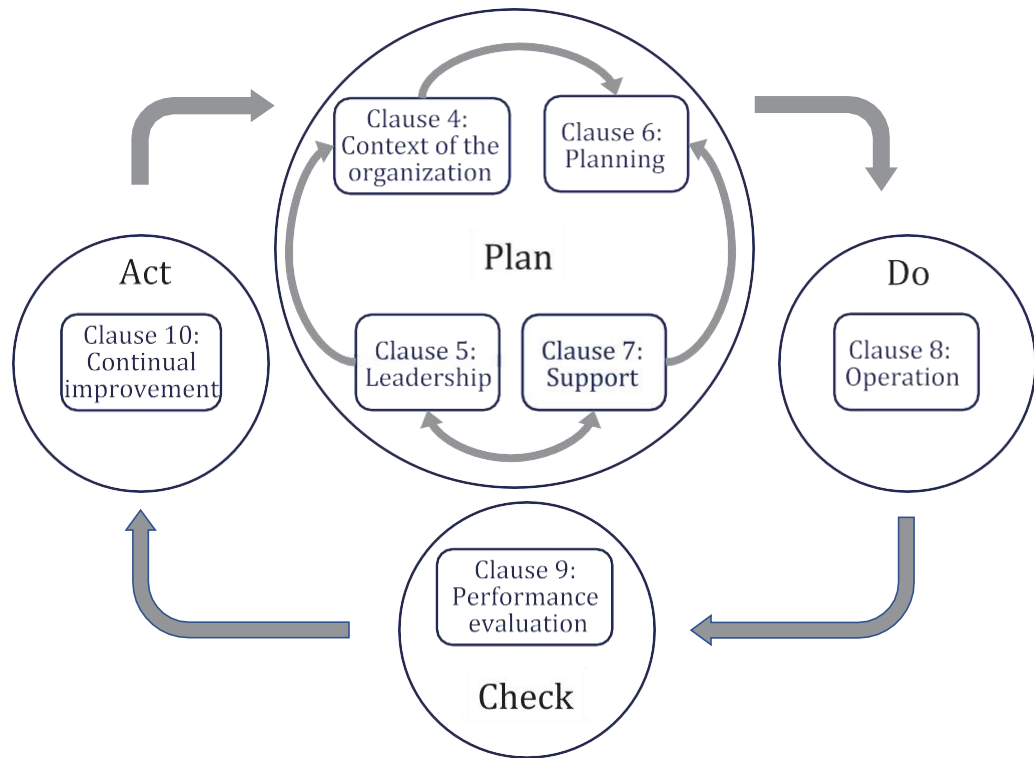 Clause 4:
Context of the
organization
Clause 6:
Planning
Plan
Clause 5:
Leadership
Clause 7:
Support
Act
Clause 10:
Continual
improvement
Do
Clause 8:
Operation
Clause 9:
Performance
evaluation
Check